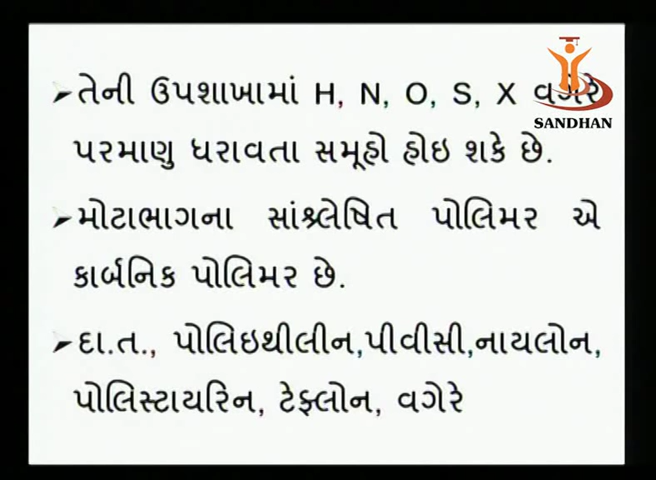 ➢તેની ઉપશાખામાં H, N, O, S, X વગેરે
પરમાણુ ધરાવતા સમૂહો હોઇ શકે છે.
➢મોટાભાગના સાંશ્લેષિત પોલિમર એ
કાર્બનિક પોલિમર છે.
➢દા.ત., પોલિઇથીલીન,પીવીસી,નાયલોન,
પોલિસ્ટાયરિન, ટેફ્લોન, વગેરે
SANDHAN